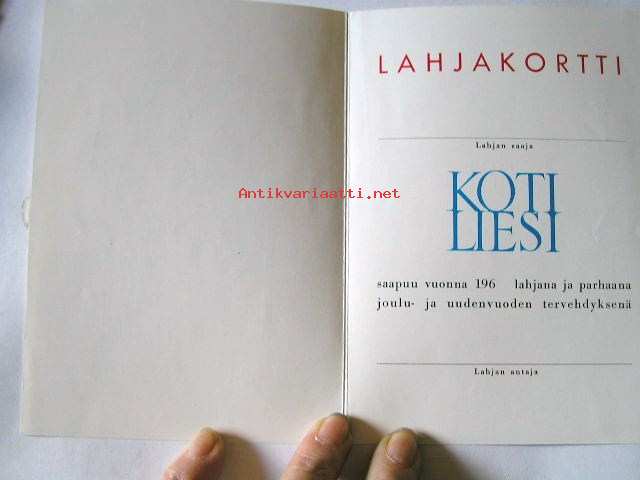 LAHJAKORTTI
Lahjan saaja
Antikvariaatti.net
KOTI
LIESI
saapuu vuonna 196 lahjana ja parhaana
joulu- ja uudenvuoden tervehdyksenä
Lahjan antaja